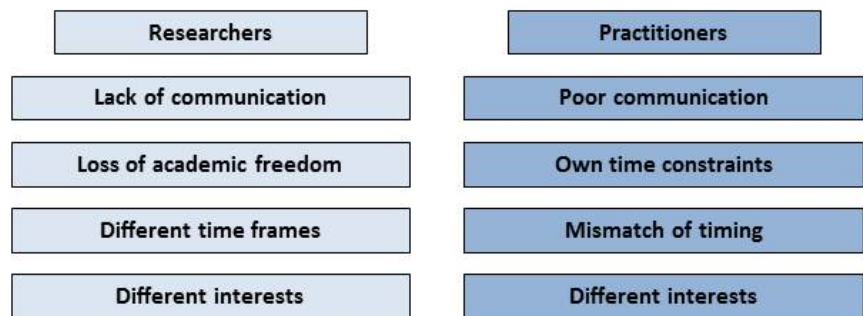 Researchers
Practitioners
Lack of communication
Poor communication
Loss of academic freedom
Own time constraints
Different time frames
Mismatch of timing
Different interests
Different interests